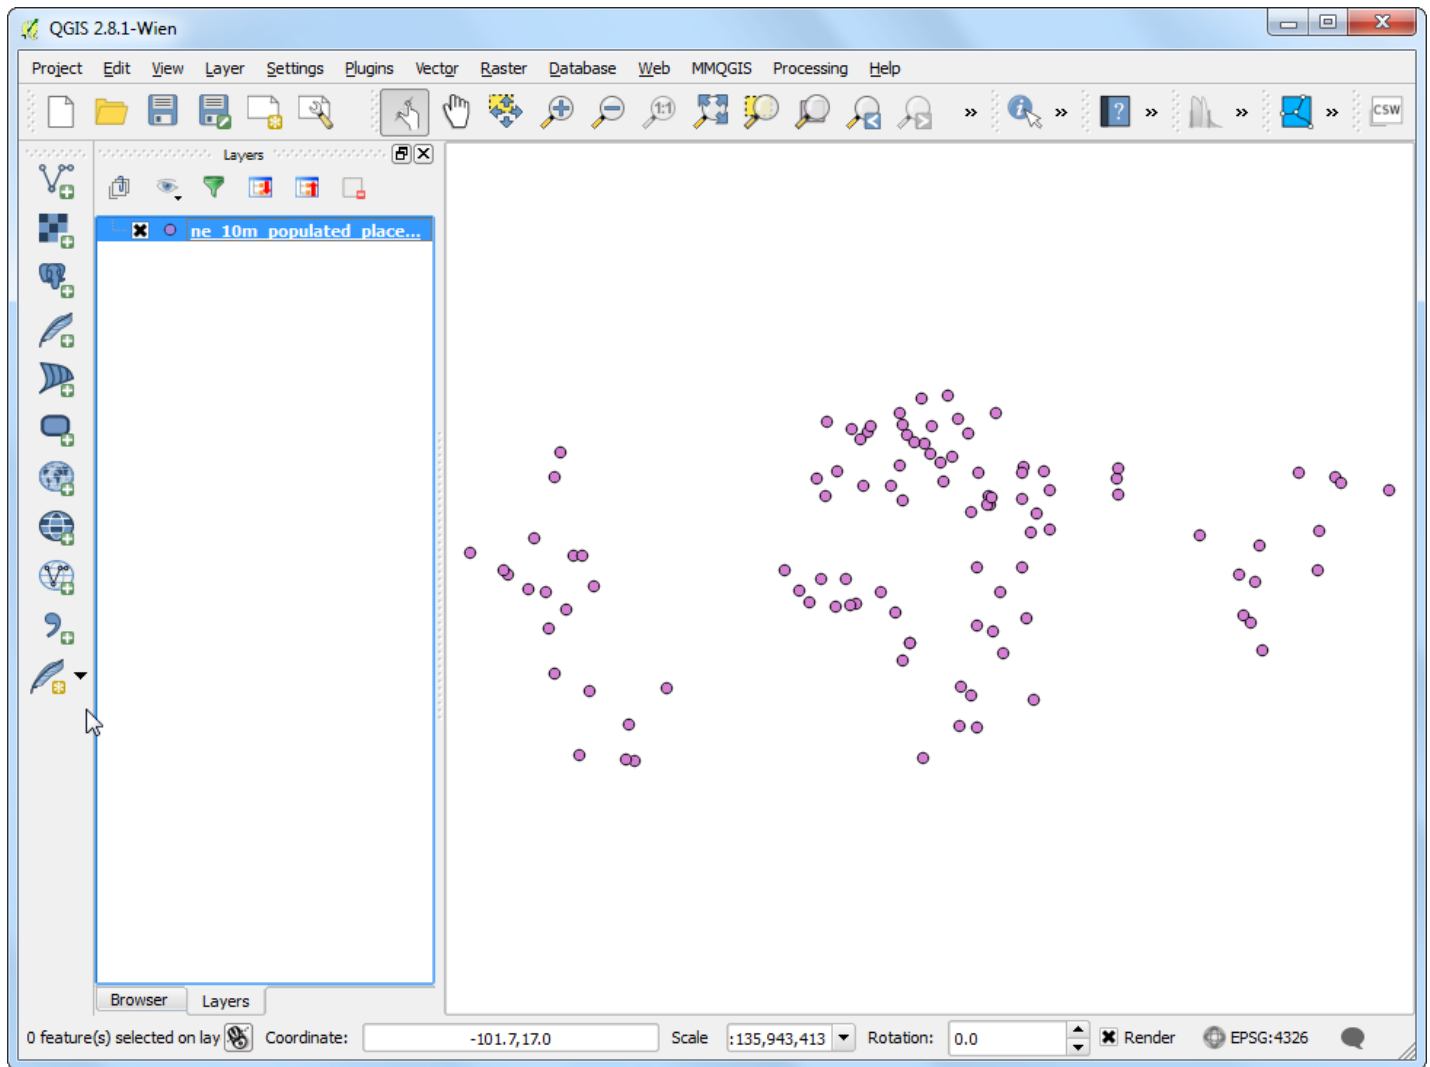 QGIS 2.8.1-Wien
Project Edit View Layer Settings Plugins Vector Raster Database Web MMQGIS Processing Help
1:1 » » ? » » » CSW
Layers
ne_10m_populated_place...
Browser Layers
0 feature(s) selected on lay Coordinate: -101.7,17.0 Scale :135,943,413 Rotation: 0.0 Render EPSG:4326